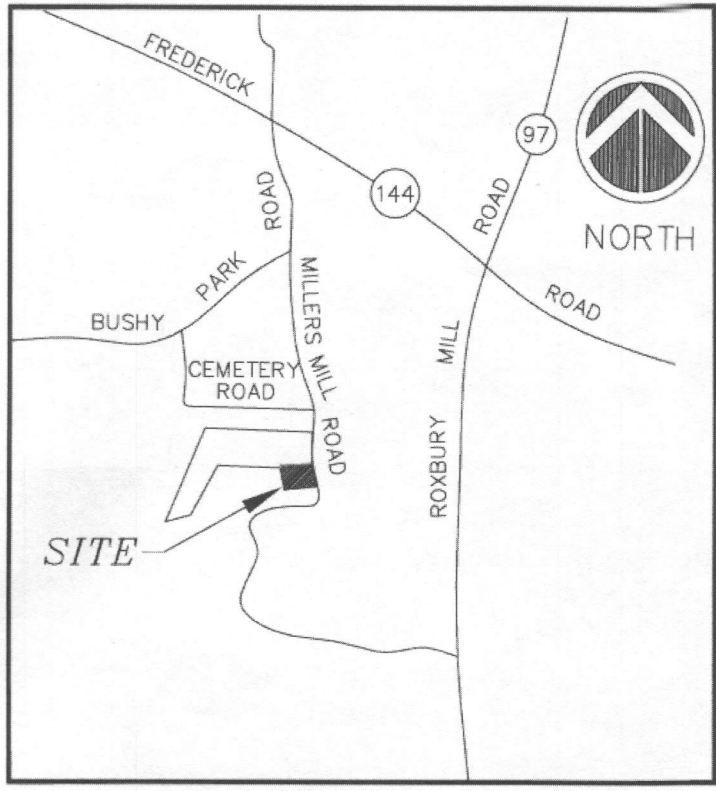 FREDERICK
97
144
ROAD
ROAD
NORTH
PARK
MILLERS MILL ROAD
ROAD
BUSHY
MILL
CEMETERY
ROAD
ROXBURY
SITE